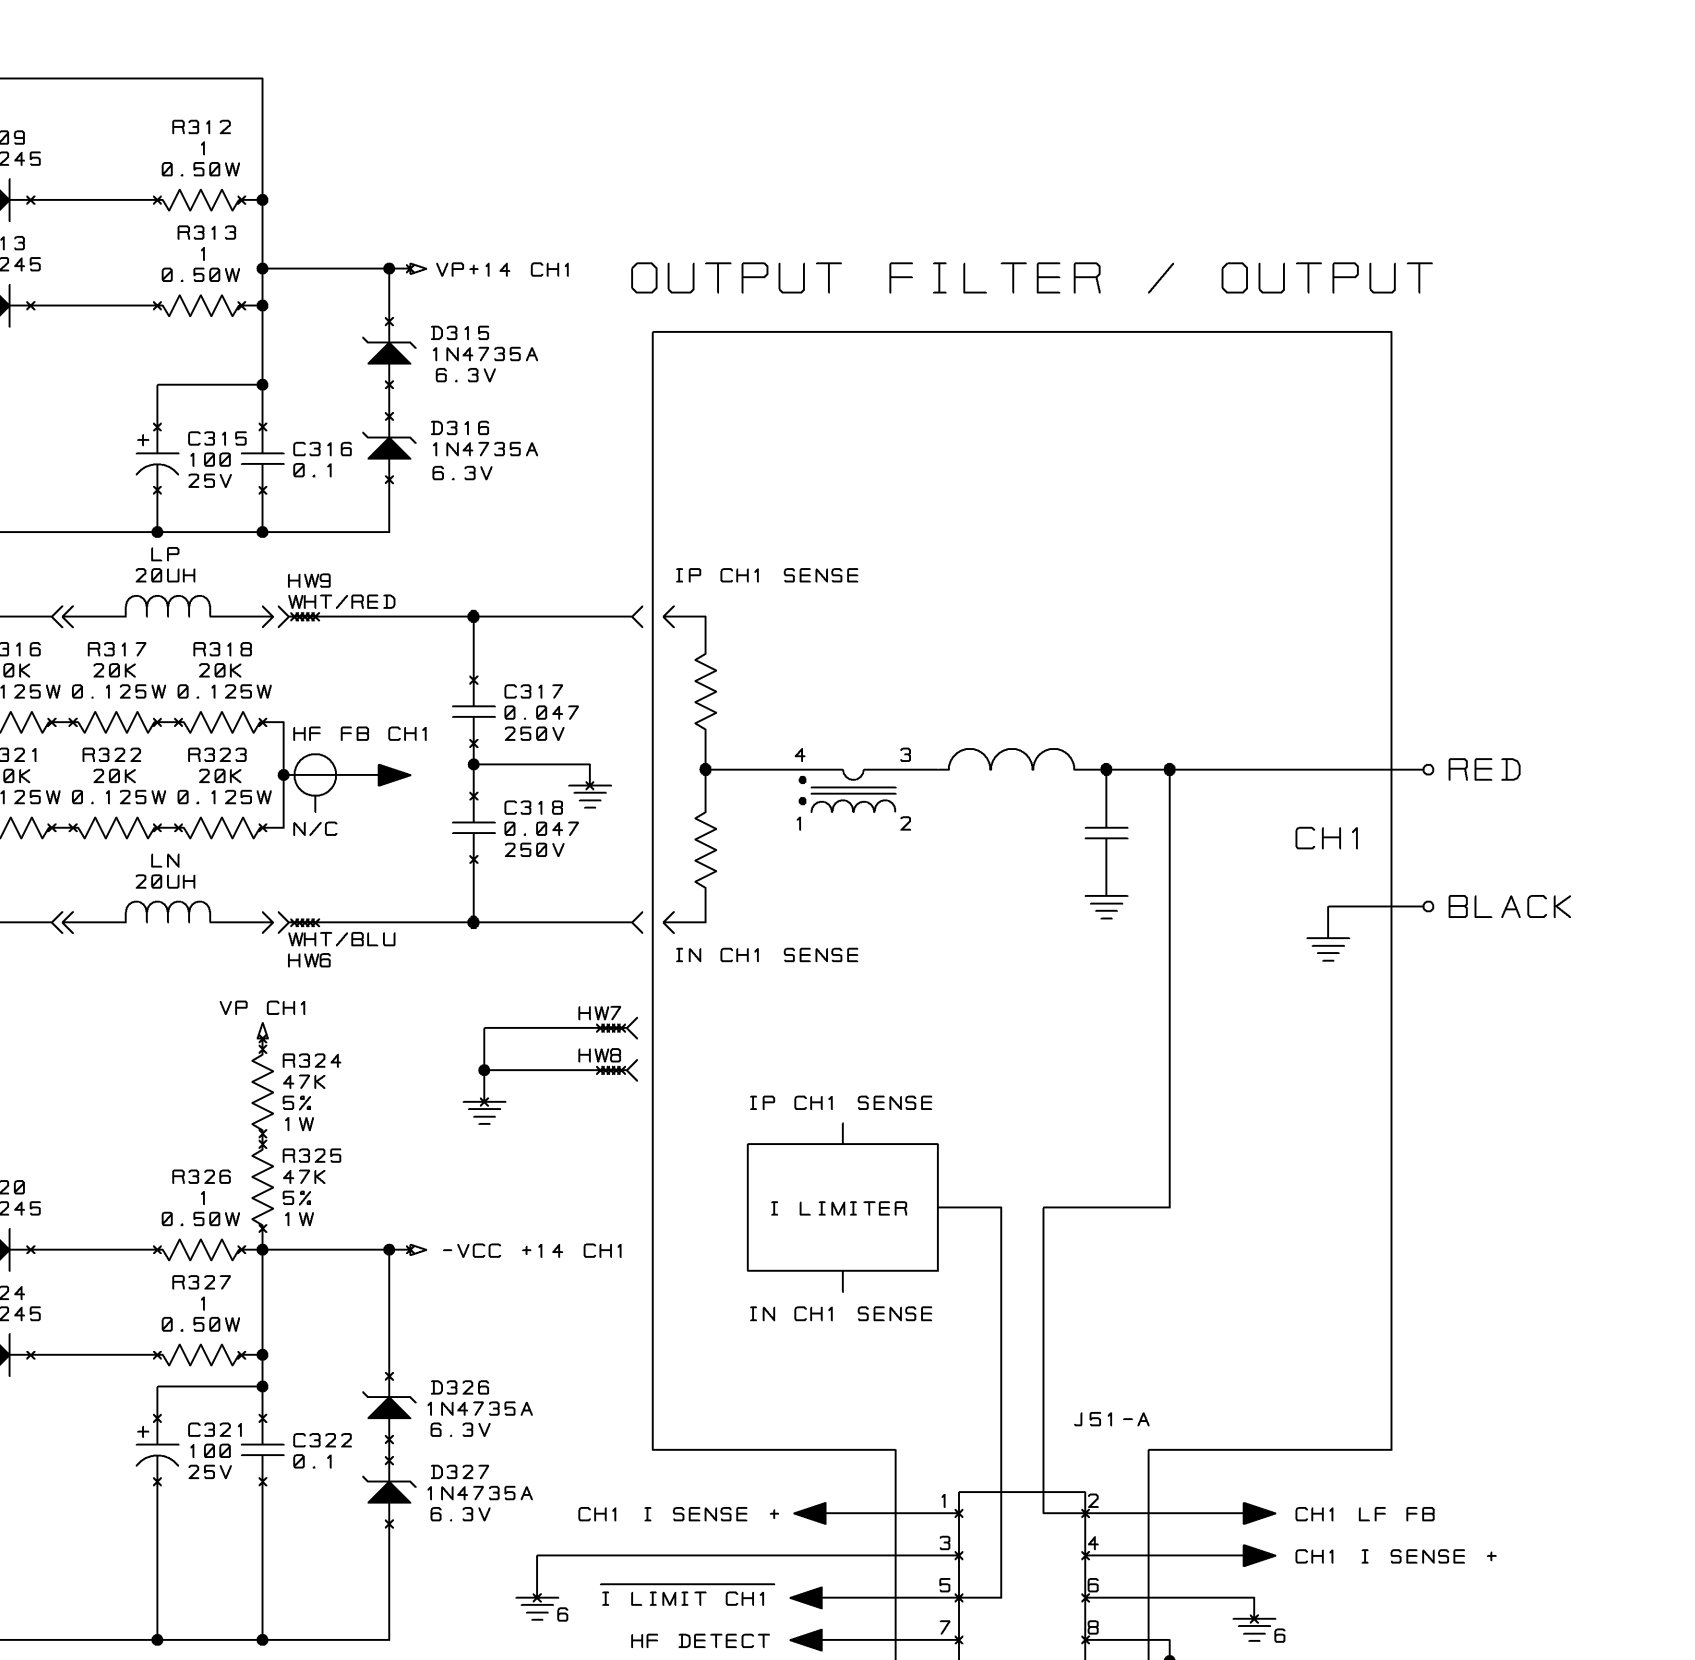 R312
1
0.50W
09
245
R313
1
0.50W
13
245
VP+14 CH1
OUTPUT FILTER / OUTPUT
D315
1N4735A
6.3V
D316
1N4735A
6.3V
+
C315
100
25V
C316
0.1
LP
20UH
HW9
WHT/RED
IP CH1 SENSE
316
0K
125W
R317
20K
0.125W
R318
20K
0.125W
C317
0.047
250V
HF FB CH1
321
0K
125W
R322
20K
0.125W
R323
20K
0.125W
N/C
C318
0.047
250V
4
3
1
2
RED
CH1
BLACK
LN
20UH
WHT/BLU
HW6
IN CH1 SENSE
VP CH1
HW7
HW8
R324
47K
5%
1W
R325
47K
5%
1W
IP CH1 SENSE
I LIMITER
IN CH1 SENSE
20
245
R326
1
0.50W
-VCC +14 CH1
24
245
R327
1
0.50W
D326
1N4735A
6.3V
+
C321
100
25V
C322
0.1
D327
1N4735A
6.3V
J51-A
CH1 I SENSE +
1
2
CH1 LF FB
3
4
CH1 I SENSE +
6
I LIMIT CH1
5
6
6
HF DETECT
7
8